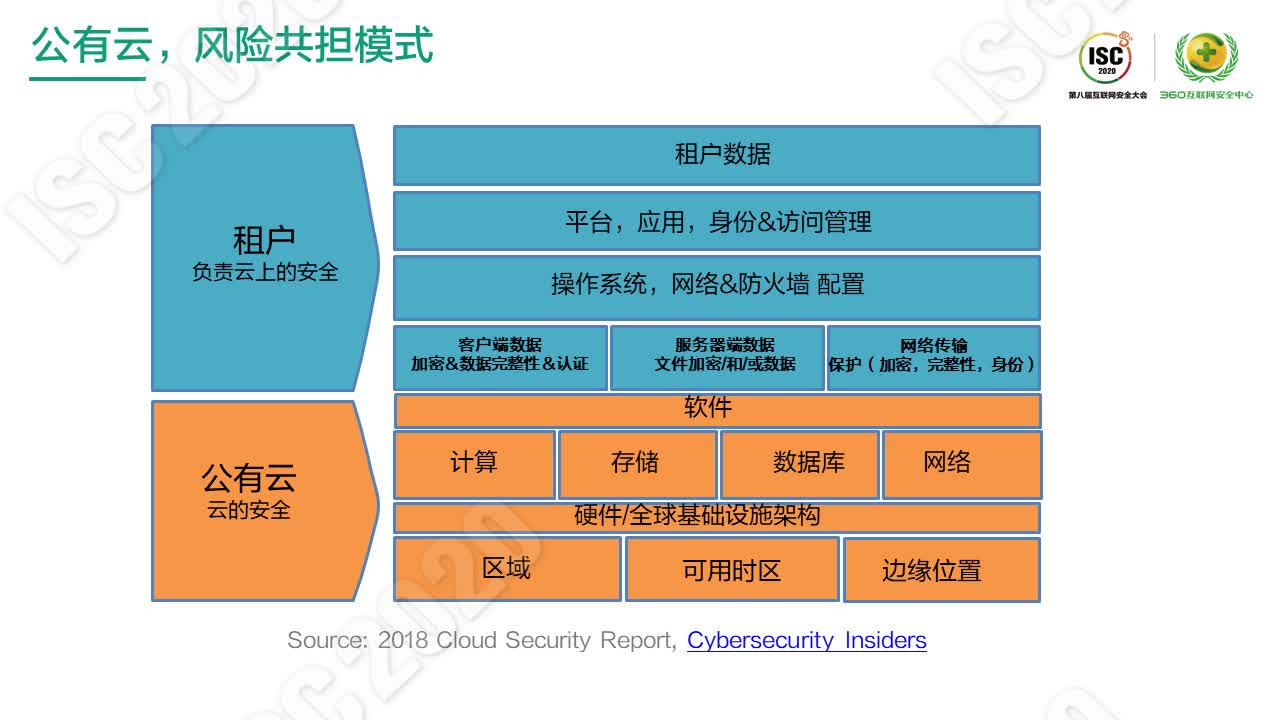 公有云，风险共担模式
ISC
2020
第八届互联网安全大会
360互联网安全中心
租户
负责云上的安全
租户数据
平台，应用，身份&访问管理
操作系统，网络&防火墙 配置
客户端数据
加密&数据完整性&认证
服务器端数据
文件加密/和/或数据
网络传输
保护（加密，完整性，身份）
公有云
云的安全
软件
计算
存储
数据库
网络
硬件/全球基础设施架构
区域
可用时区
边缘位置
Source: 2018 Cloud Security Report, Cybersecurity Insiders
ISC 2020
ISC 2020
ISC 2020